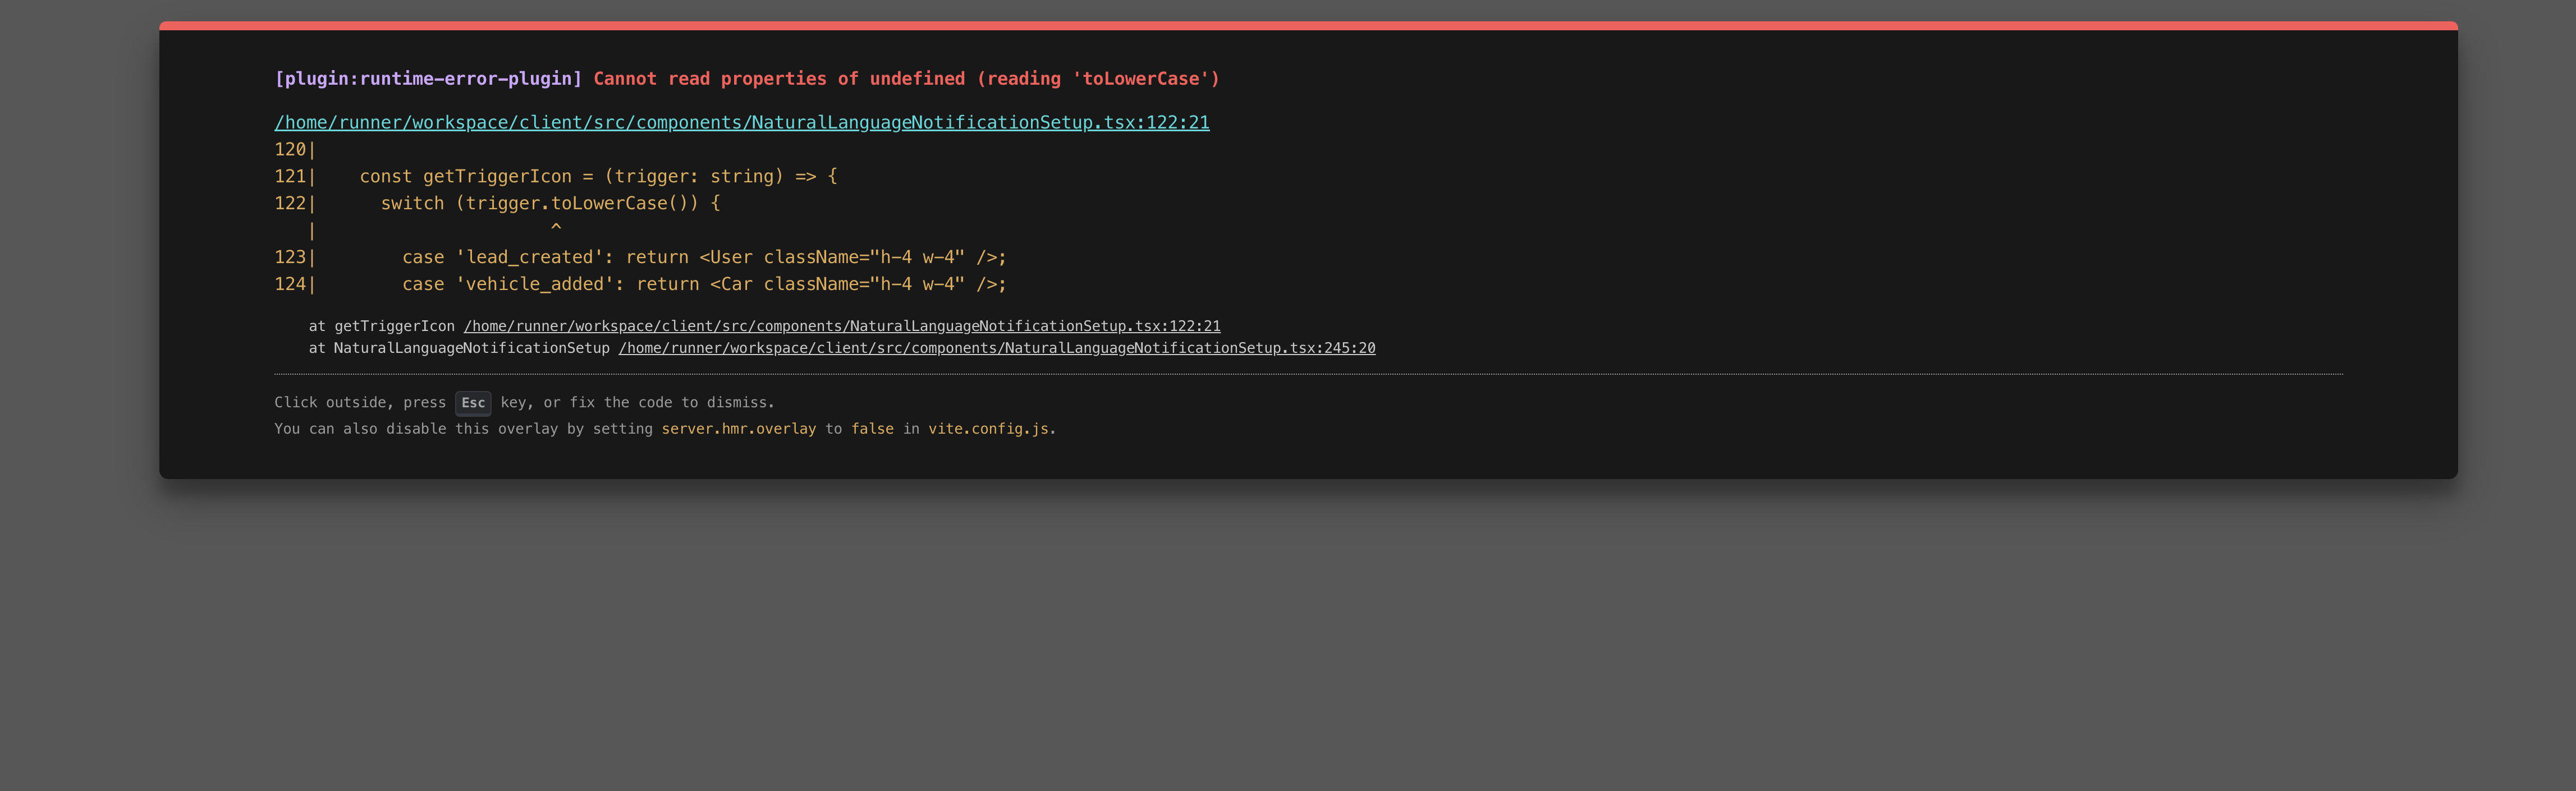 [plugin:runtime-error-plugin] Cannot read properties of undefined (reading 'toLowerCase')
/home/runner/workspace/client/src/components/NaturalLanguageNotificationSetup.tsx:122:21
120|
121|    const getTriggerIcon = (trigger: string) => {
122|      switch (trigger.toLowerCase()) {
   |                      ^
123|        case 'lead_created': return <User className="h-4 w-4" />;
124|        case 'vehicle_added': return <Car className="h-4 w-4" />;
    at getTriggerIcon /home/runner/workspace/client/src/components/NaturalLanguageNotificationSetup.tsx:122:21
    at NaturalLanguageNotificationSetup /home/runner/workspace/client/src/components/NaturalLanguageNotificationSetup.tsx:245:20
Click outside, press Esc key, or fix the code to dismiss.
You can also disable this overlay by setting server.hmr.overlay to false in vite.config.js.